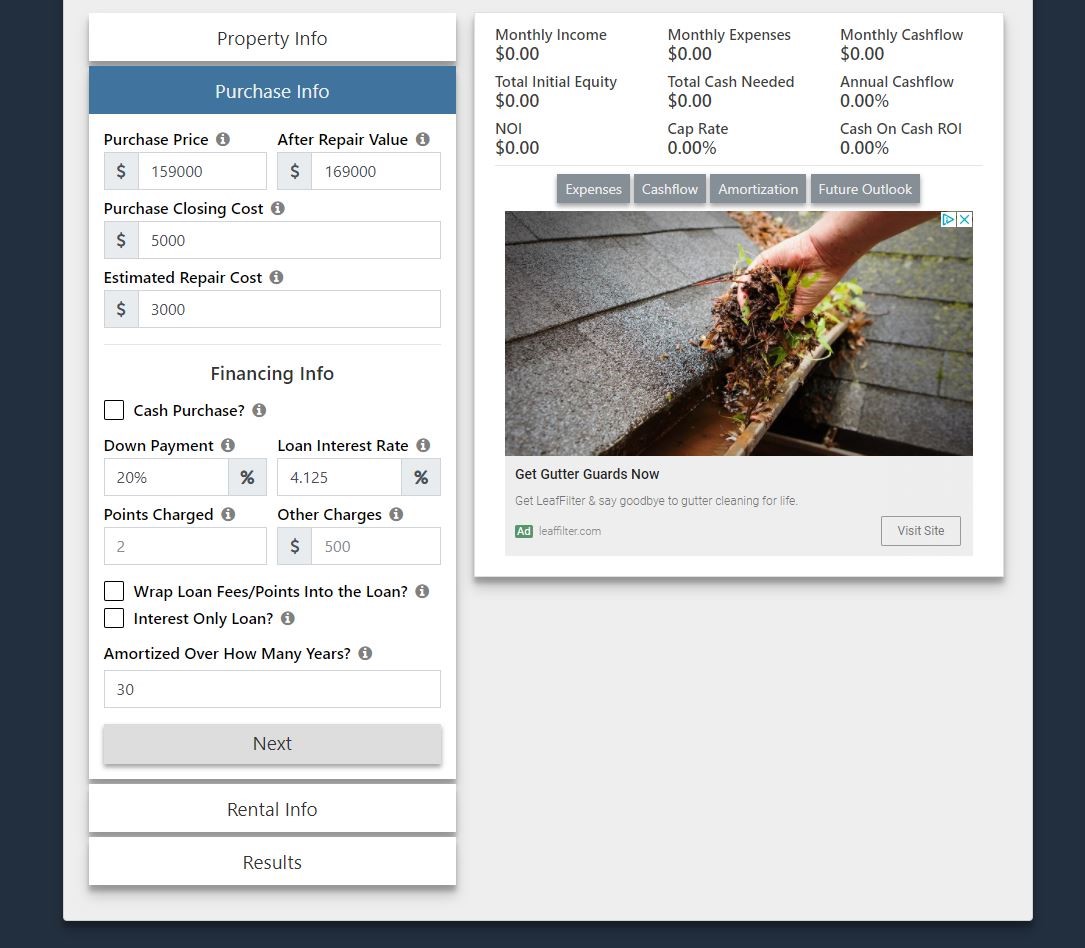 Property Info
Purchase Info
Purchase Price
After Repair Value
$ 159000
$ 169000
Purchase Closing Cost
$ 5000
Estimated Repair Cost
$ 3000
Financing Info
Cash Purchase?
Down Payment
Loan Interest Rate
20% %
4.125 %
Points Charged
Other Charges
2
$ 500
Wrap Loan Fees/Points Into the Loan?
Interest Only Loan?
Amortized Over How Many Years?
30
Next
Rental Info
Results
Monthly Income
$0.00
Monthly Expenses
$0.00
Monthly Cashflow
$0.00
Total Initial Equity
$0.00
Total Cash Needed
$0.00
Annual Cashflow
0.00%
NOI
$0.00
Cap Rate
0.00%
Cash On Cash ROI
0.00%
Expenses
Cashflow
Amortization
Future Outlook
Get Gutter Guards Now
Get LeafFilter & say goodbye to gutter cleaning for life.
Ad leaffilter.com
Visit Site